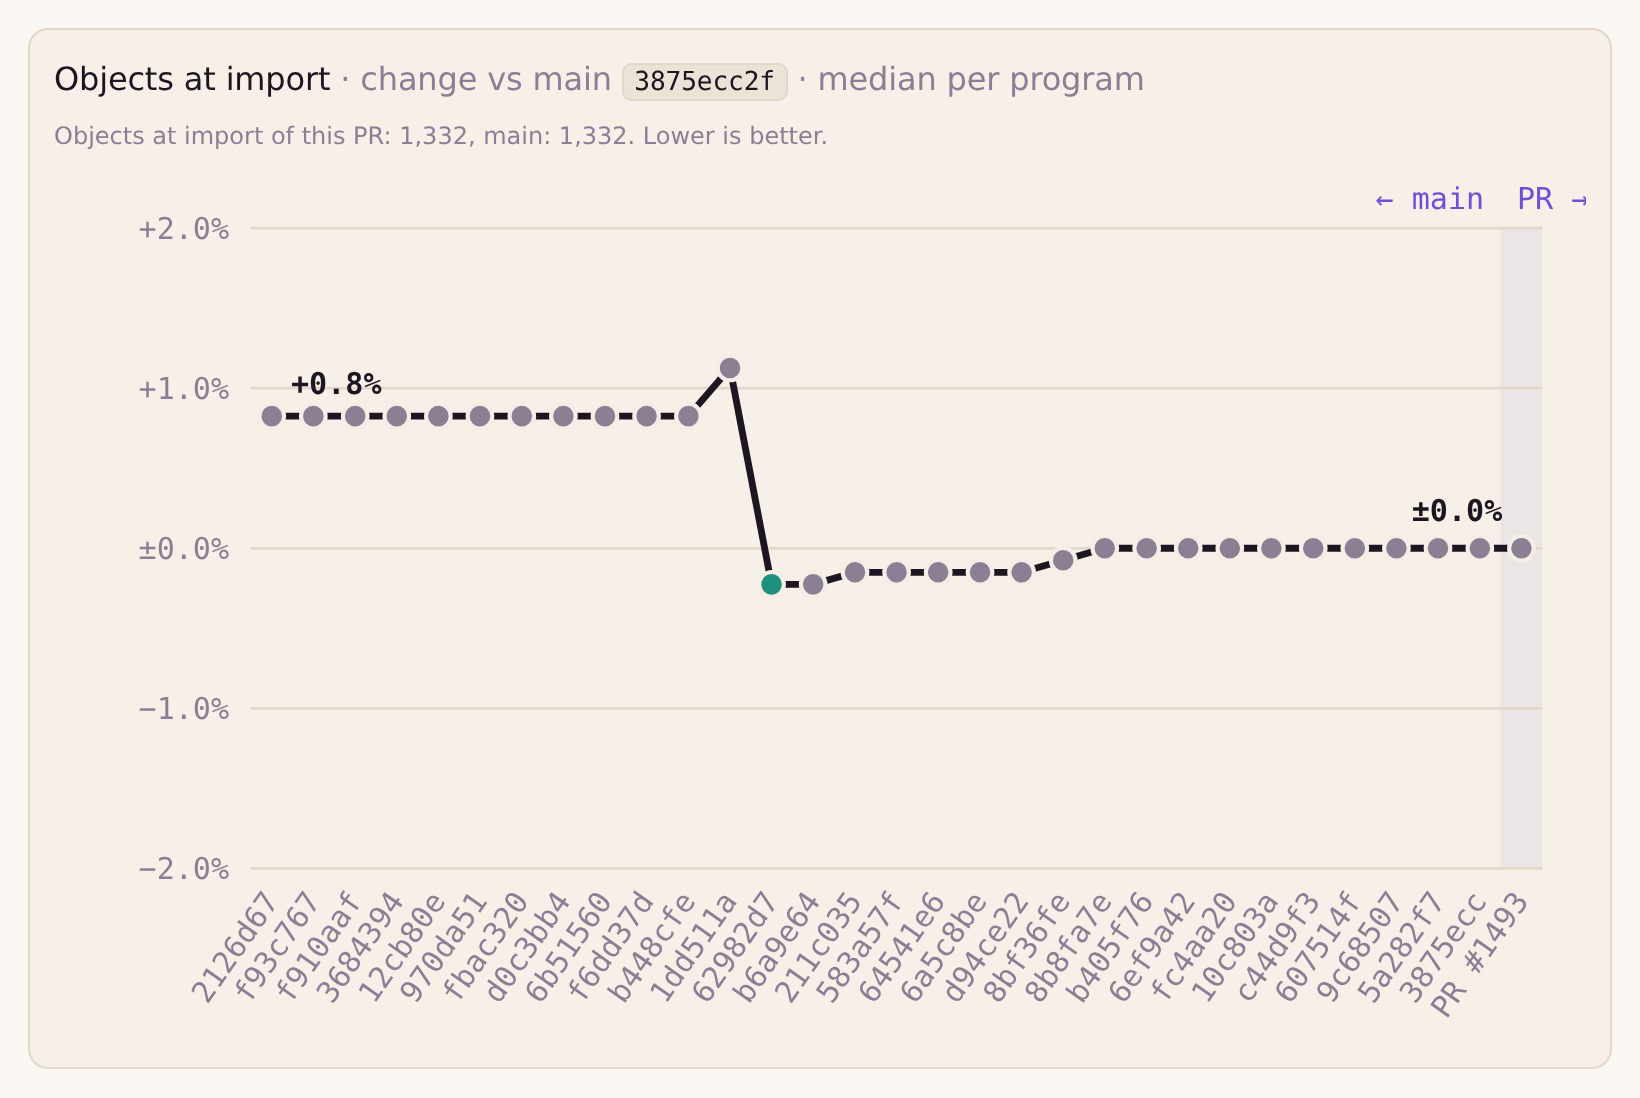 Objects at import · change vs main 3875ecc2f · median per program
Objects at import of this PR: 1,332, main: 1,332. Lower is better.
← main PR →
+2.0%
+1.0%
±0.0%
−1.0%
−2.0%
+0.8%
±0.0%
2126d67
f93c767
f910aaf
3684394
12cb80e
970da51
fbac320
d0c3bb4
6b51560
f6dd37d
b448cfe
1dd511a
62982d7
b6a9e64
211c035
583a57f
64541e6
6a5c8be
d94ce22
8bf36fe
8b8fa7e
b405f76
6ef9a42
fc4aa20
10c803a
c44d9f3
607514f
9c68507
5a282f7
3875ecc
PR #1493